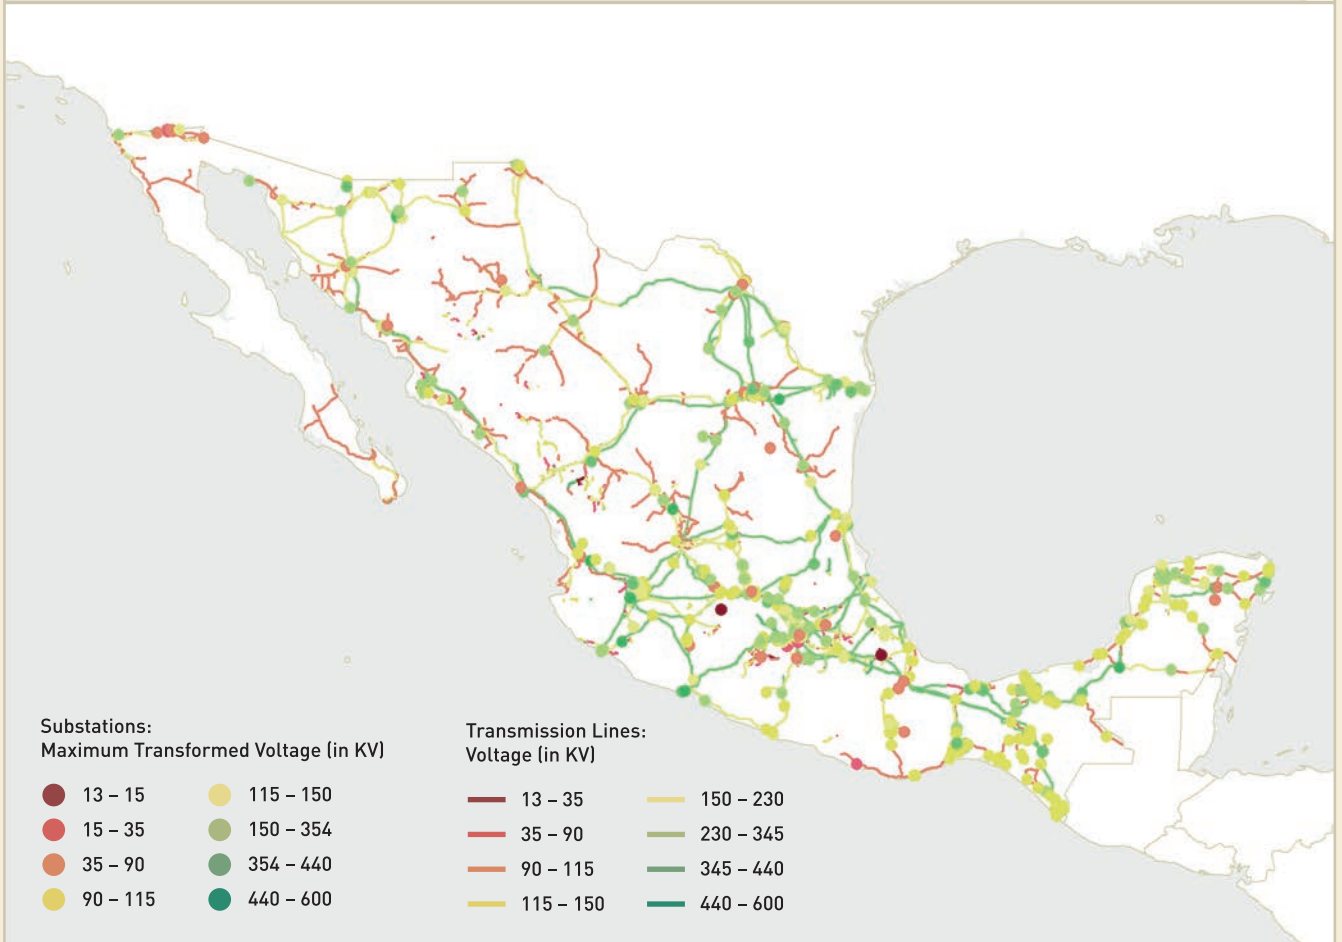 Substations:
Maximum Transformed Voltage (in KV)
13 – 15
15 – 35
35 – 90
90 – 115
115 – 150
150 – 354
354 – 440
440 – 600
Transmission Lines:
Voltage (in KV)
13 – 35
35 – 90
90 – 115
115 – 150
150 – 230
230 – 345
345 – 440
440 – 600